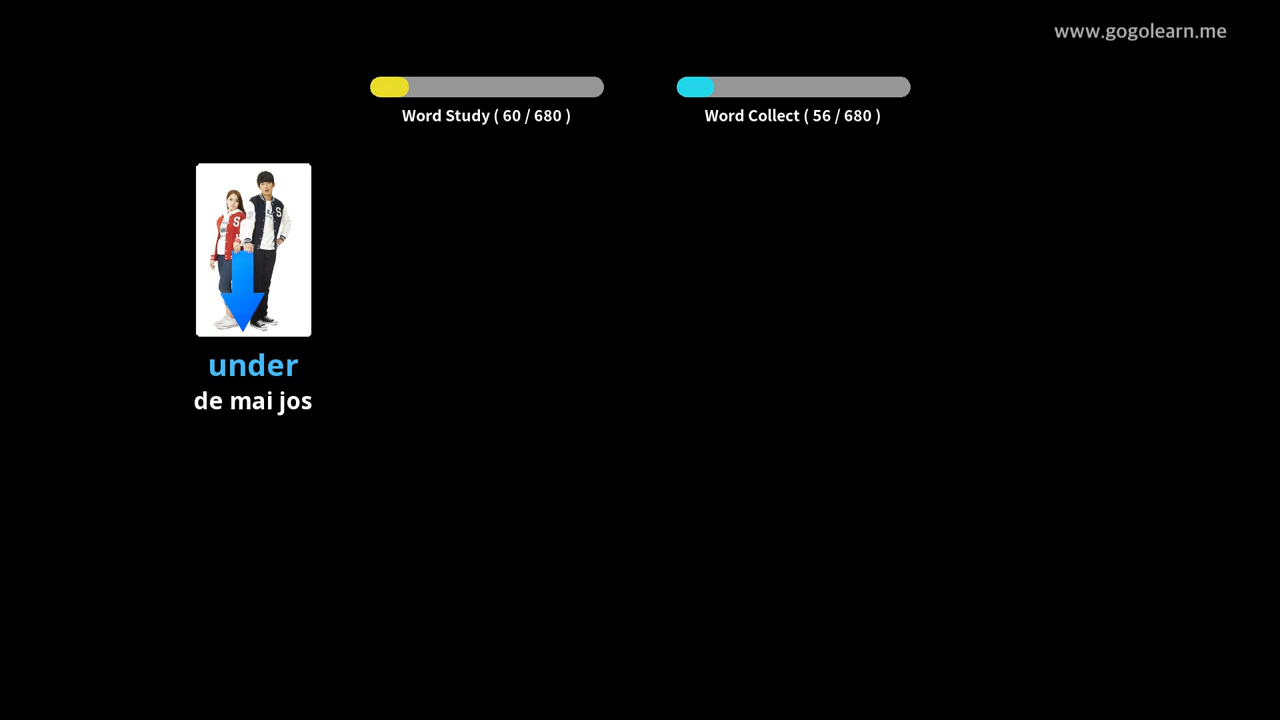 www.gogolearn.me
Word Study ( 60 / 680 )
Word Collect ( 56 / 680 )
S
S
under
de mai jos